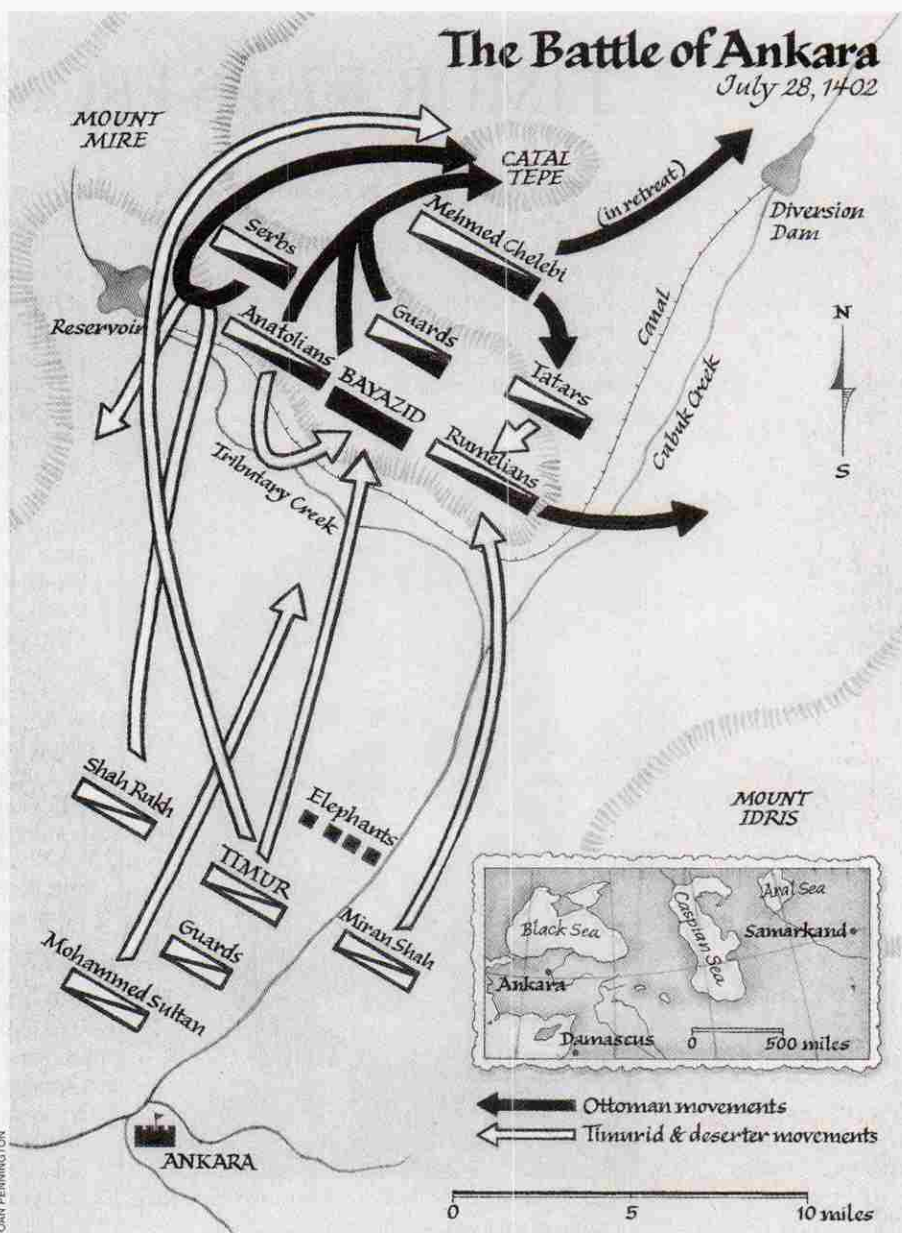 The Battle of Ankara
July 28, 1402
MOUNT
MIRE
CATAL
TEPE
(in retreat)
Diversion
Dam
Serbs
Mehmed Chelebi
Reservoir
Anatolians
Guards
Canal
N
S
BAYAZID
Tatars
Cubuk Creek
Tributary Creek
Rumelians
Shah Rukh
Elephants
MOUNT
IDRIS
TIMUR
Guards
Miran Shah
Mohammed Sultan
Black Sea
Caspian Sea
Aral Sea
Samarkand
Ankara
Damascus
0 500 miles
Ottoman movements
Timurid & deserter movements
ANKARA
0 5 10 miles
PENNINGTON